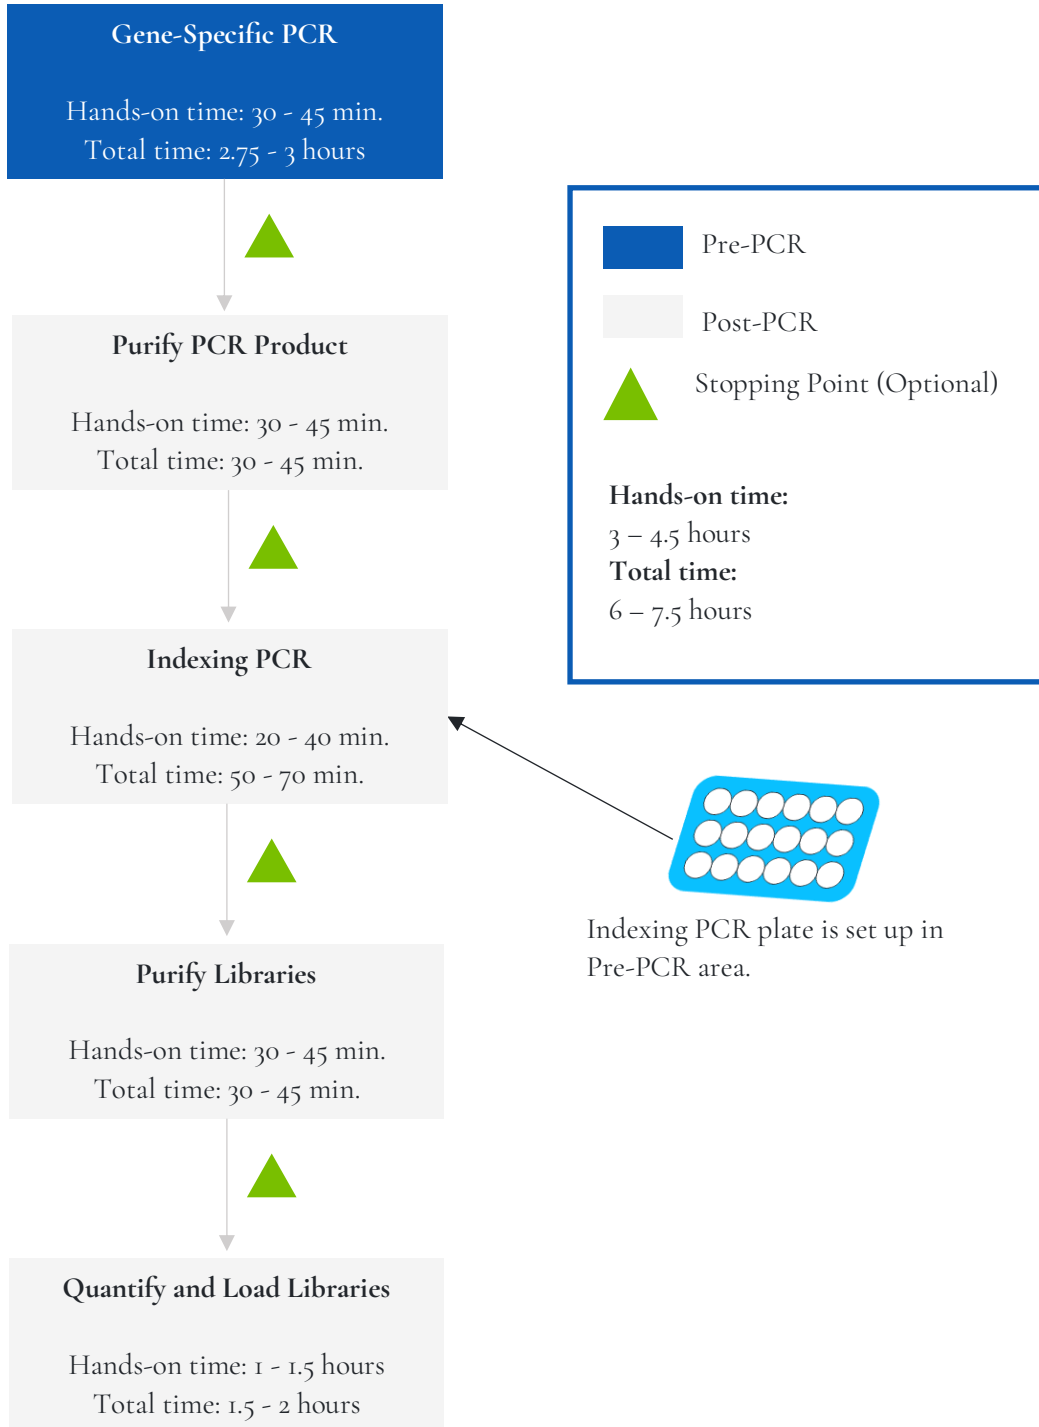 Gene-Specific PCR
Hands-on time: 30 - 45 min.
Total time: 2.75 - 3 hours
Purify PCR Product
Hands-on time: 30 - 45 min.
Total time: 30 - 45 min.
Indexing PCR
Hands-on time: 20 - 40 min.
Total time: 50 - 70 min.
Purify Libraries
Hands-on time: 30 - 45 min.
Total time: 30 - 45 min.
Quantify and Load Libraries
Hands-on time: 1 - 1.5 hours
Total time: 1.5 - 2 hours
Pre-PCR
Post-PCR
Stopping Point (Optional)
Hands-on time:
3 – 4.5 hours
Total time:
6 – 7.5 hours
Indexing PCR plate is set up in
Pre-PCR area.